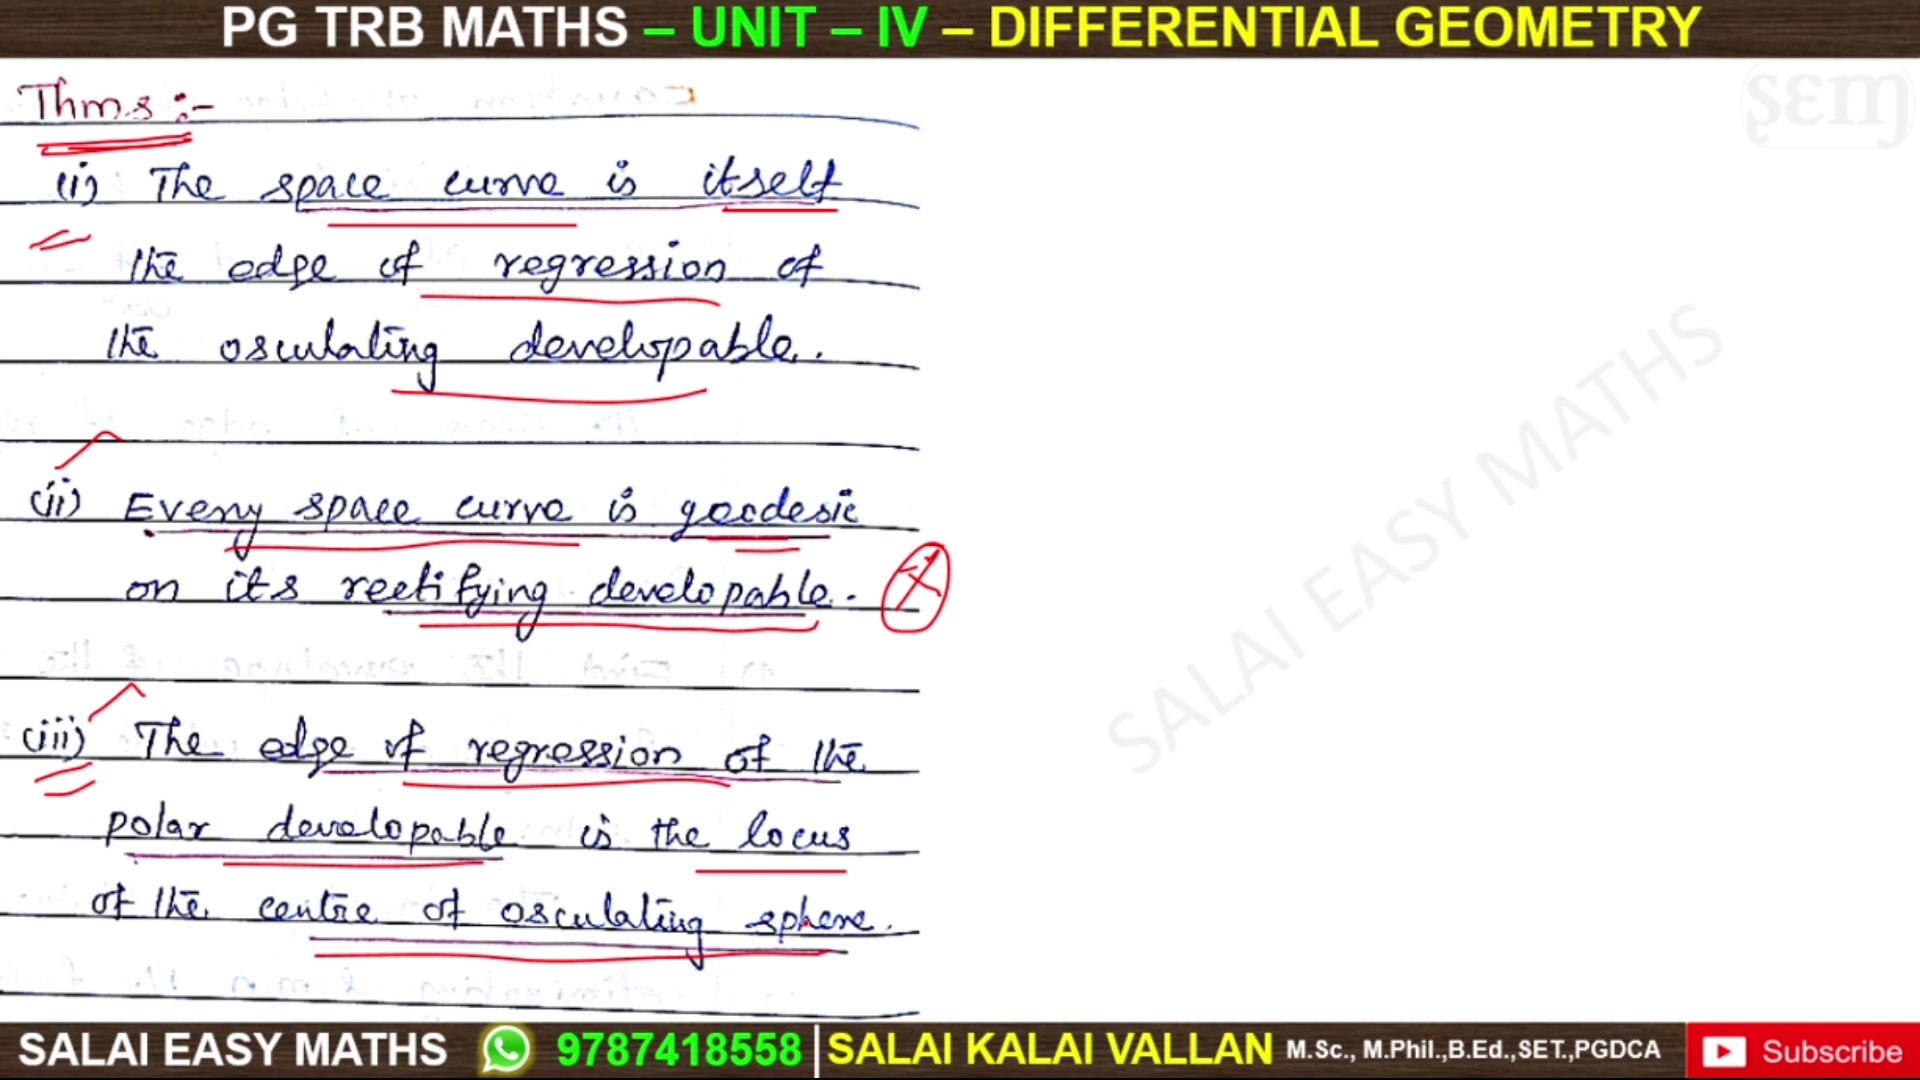 PG TRB MATHS – UNIT – IV – DIFFERENTIAL GEOMETRY
sεm
Thms :-
(i) The space curve is itself
the edge of regression of
the osculating developable.
(ii) Every space curve is geodesic
on its rectifying developable.
(iii) The edge of regression of the
polar developable is the locus
of the centre of osculating sphere.
SALAI EASY MATHS
SALAI EASY MATHS 9787418558 SALAI KALAI VALLAN M.Sc., M.Phil.,B.Ed.,SET.,PGDCA Subscribe